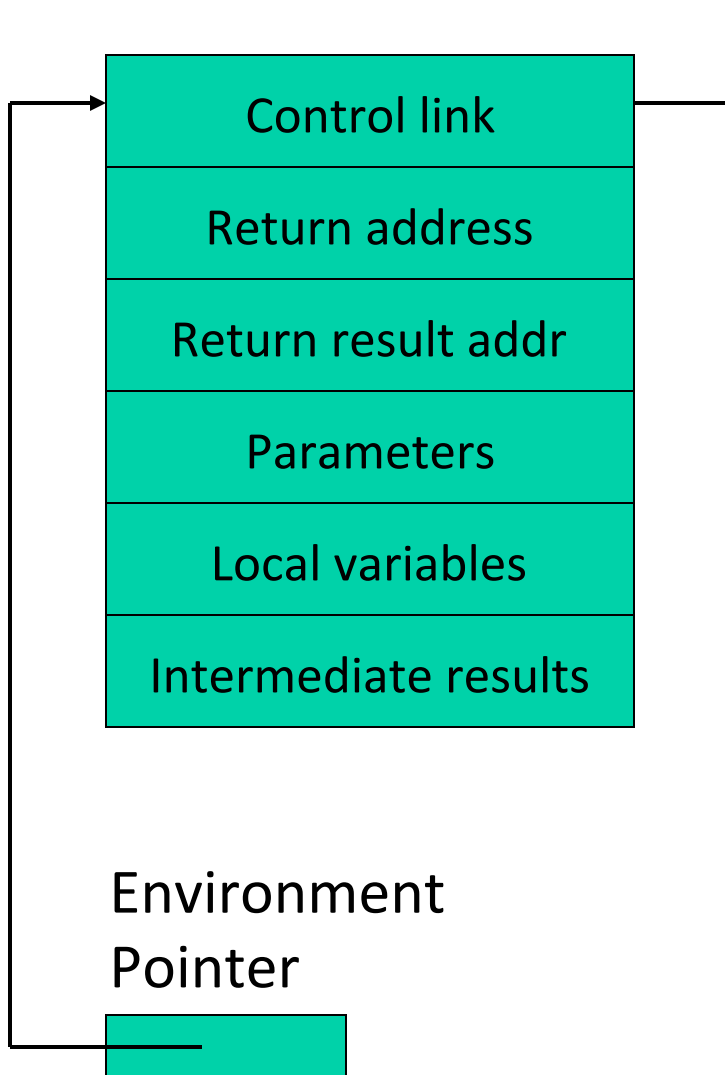 Control link
Return address
Return result addr
Parameters
Local variables
Intermediate results
Environment
Pointer